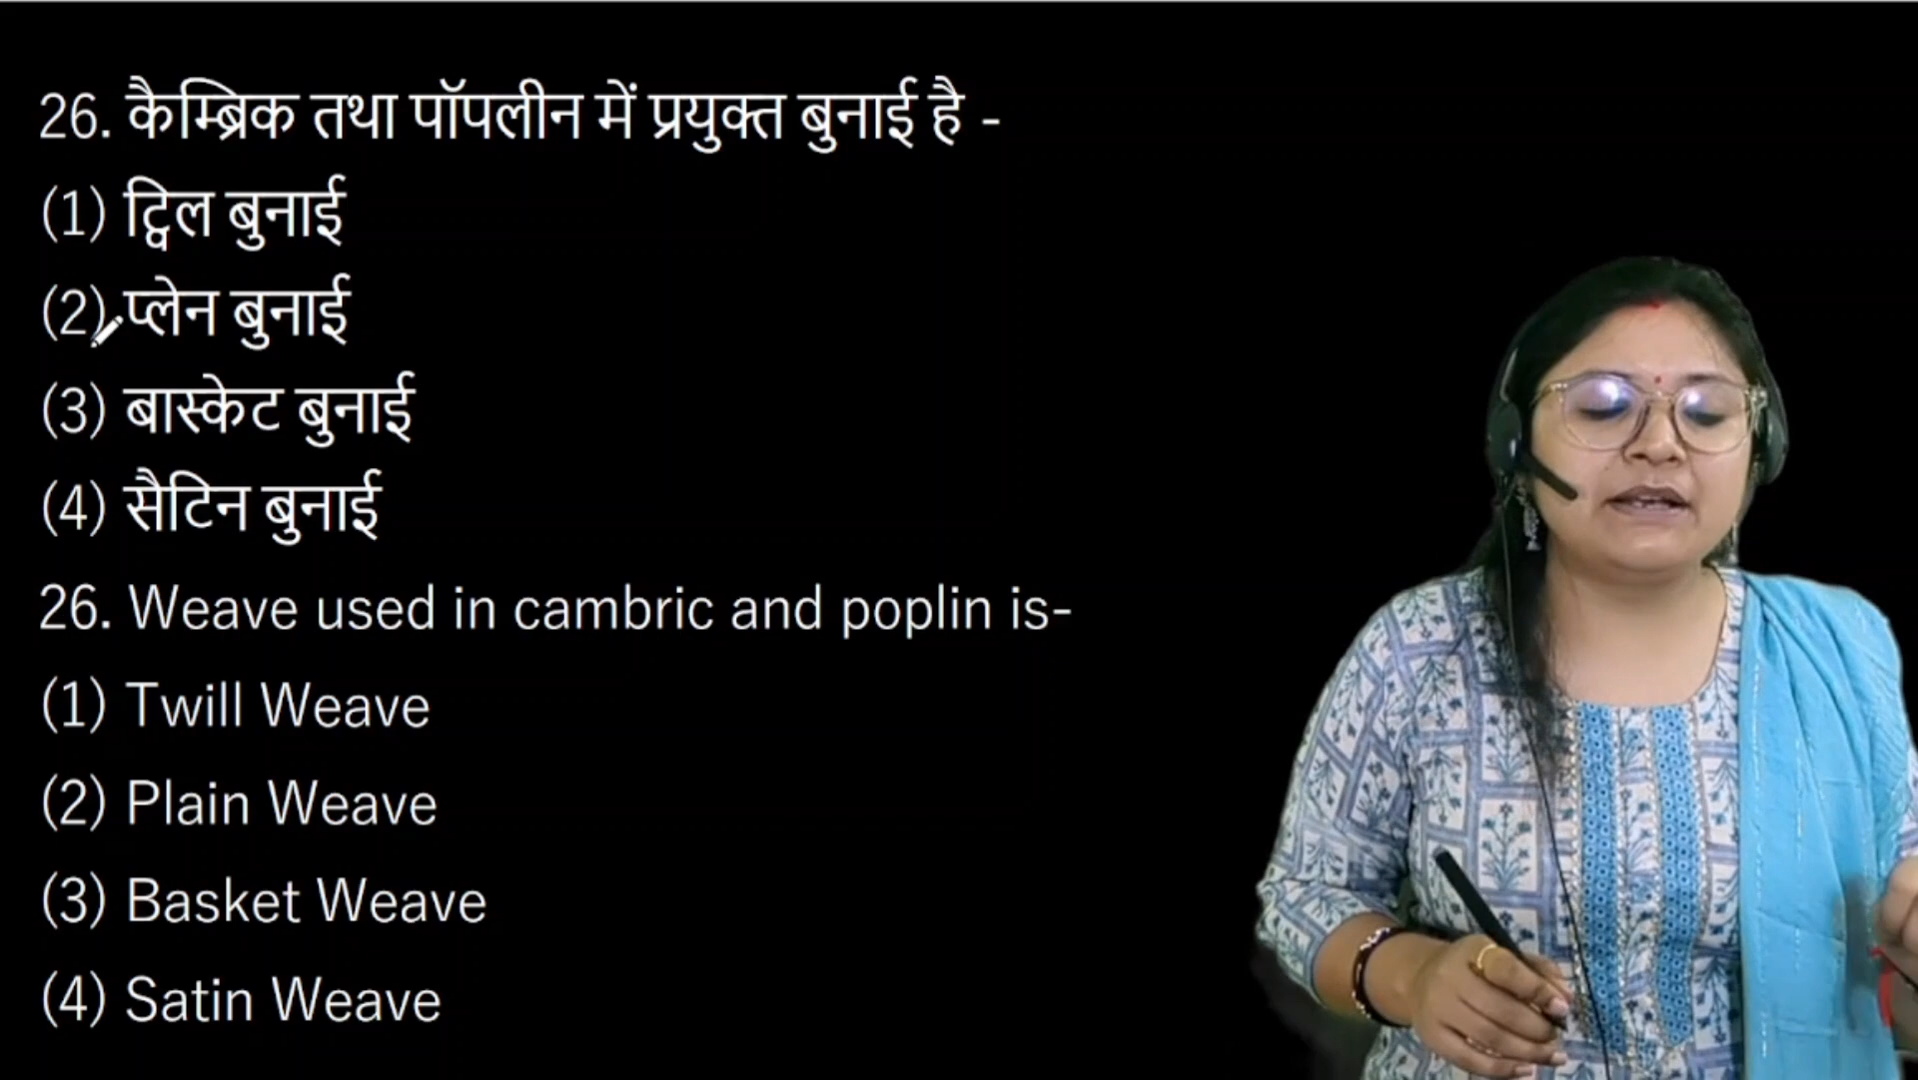 26. कैम्ब्रिक तथा पॉपलीन में प्रयुक्त बुनाई है -
(1) ट्विल बुनाई
(2) प्लेन बुनाई
(3) बास्केट बुनाई
(4) सैटिन बुनाई
26. Weave used in cambric and poplin is-
(1) Twill Weave
(2) Plain Weave
(3) Basket Weave
(4) Satin Weave